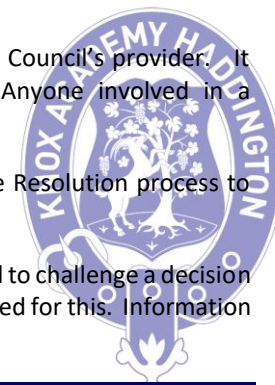 Council’s provider. It
Anyone involved in a
e Resolution process to
d to challenge a decision
ed for this. Information
KNOX ACADEMY HADDINGTON